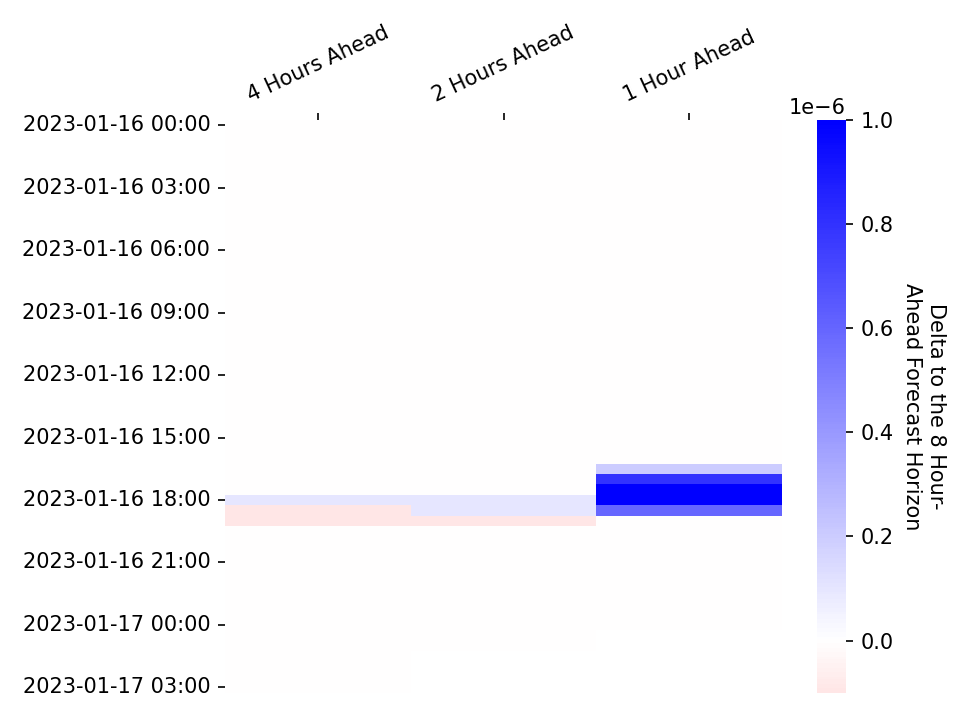 4 Hours Ahead
2 Hours Ahead
1 Hour Ahead
2023-01-16 00:00
2023-01-16 03:00
2023-01-16 06:00
2023-01-16 09:00
2023-01-16 12:00
2023-01-16 15:00
2023-01-16 18:00
2023-01-16 21:00
2023-01-17 00:00
2023-01-17 03:00
1e−6
1.0
0.8
0.6
0.4
0.2
0.0
Delta to the 8 Hour-
Ahead Forecast Horizon